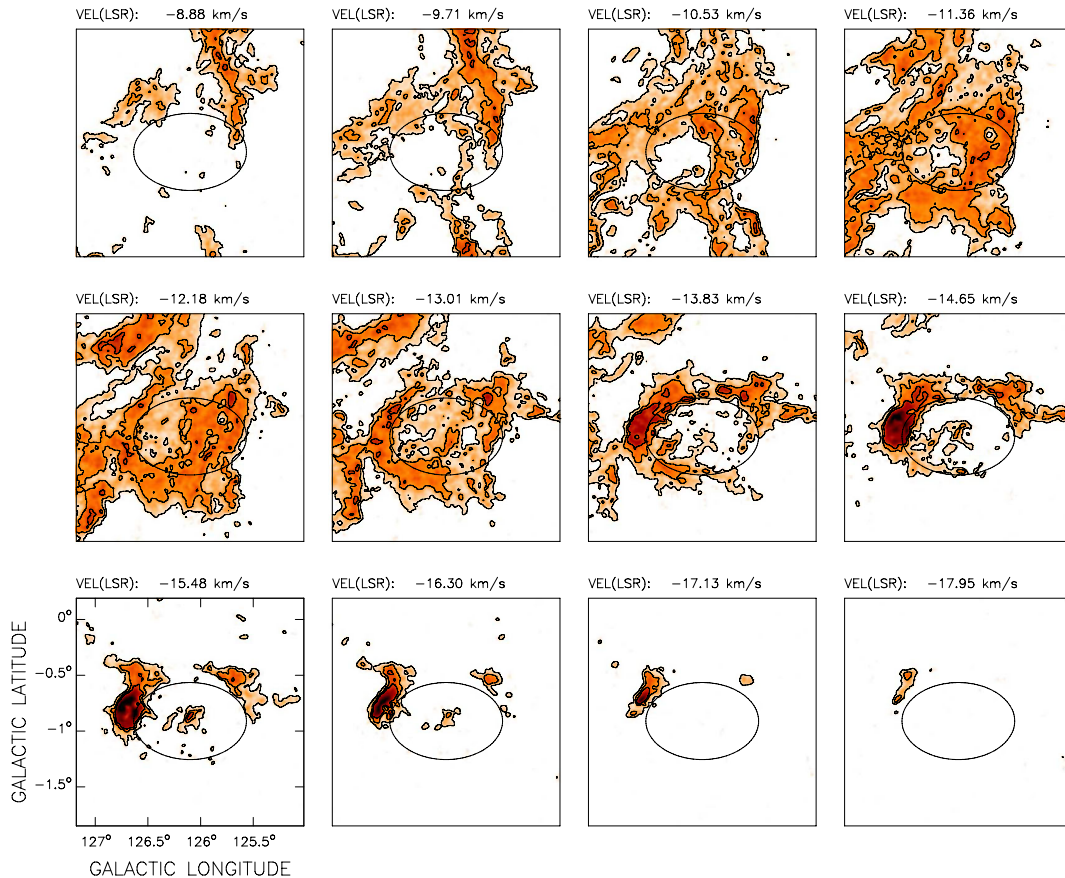 VEL(LSR): −8.88 km/s
VEL(LSR): −9.71 km/s
VEL(LSR): −10.53 km/s
VEL(LSR): −11.36 km/s
VEL(LSR): −12.18 km/s
VEL(LSR): −13.01 km/s
VEL(LSR): −13.83 km/s
VEL(LSR): −14.65 km/s
VEL(LSR): −15.48 km/s
VEL(LSR): −16.30 km/s
VEL(LSR): −17.13 km/s
VEL(LSR): −17.95 km/s
GALACTIC LATITUDE
0°
−0.5°
−1°
−1.5°
127° 126.5° 126° 125.5°
GALACTIC LONGITUDE